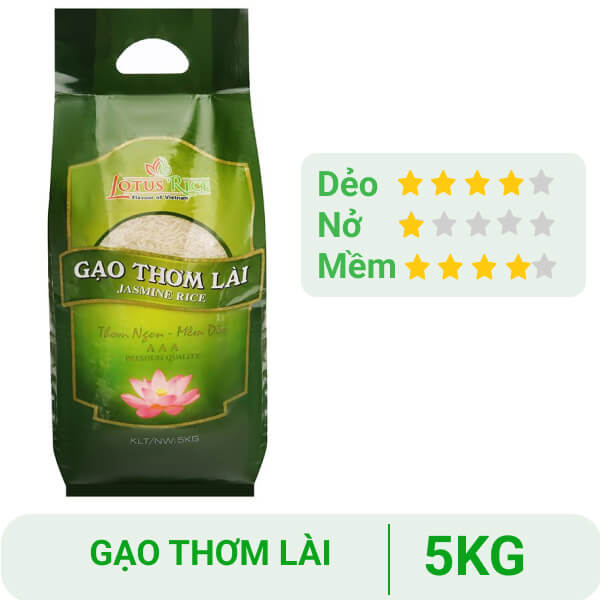 LOTUS RICE
Flavour of Vietnam
GẠO THƠM LÀI
JASMINE RICE
Thơm Ngon - Mềm Dẻo
A A A
PREMIUM QUALITY
KLT/NW:5KG
Dẻo
Nở
Mềm
GẠO THƠM LÀI
5KG